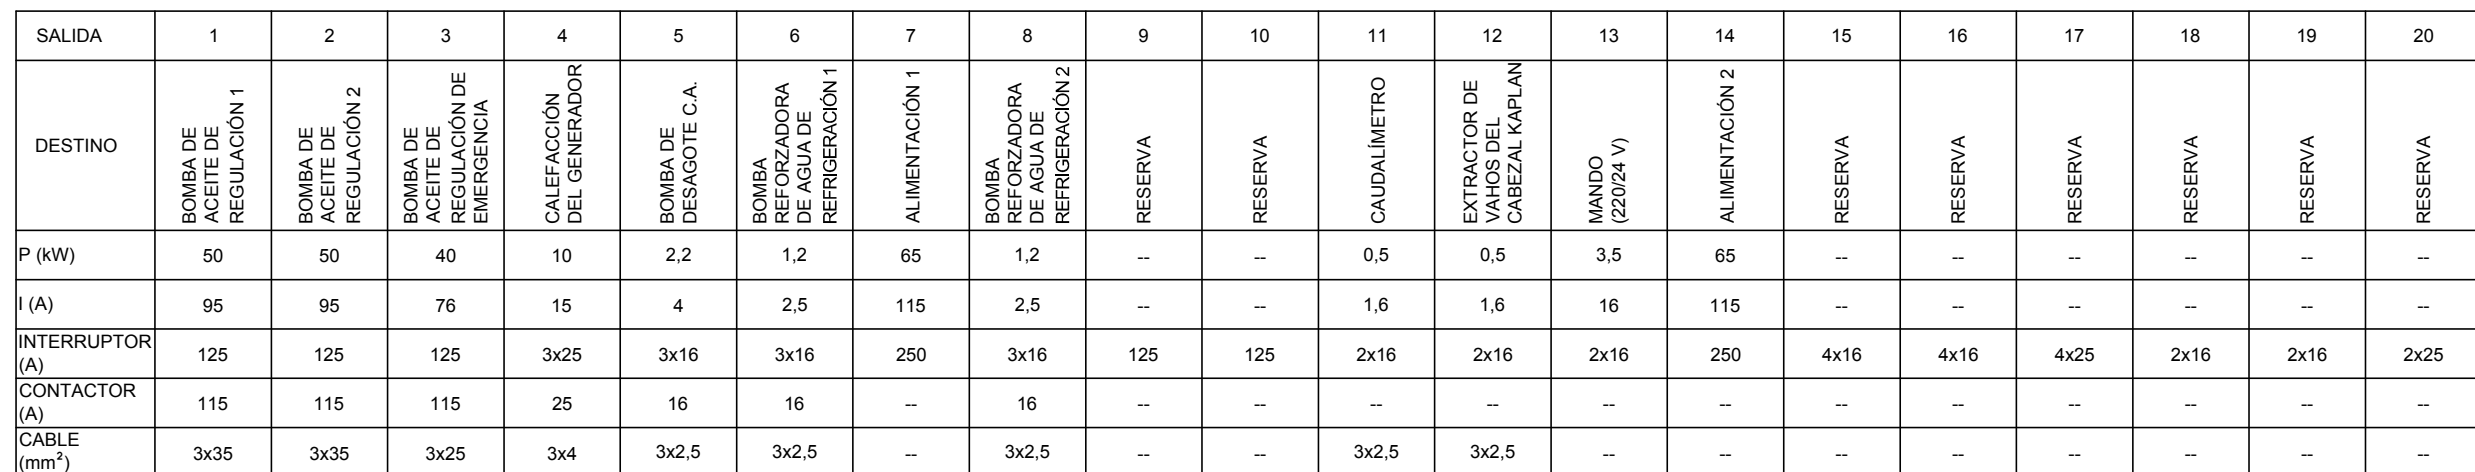 SALIDA 1 2 3 4 5 6 7 8 9 10 11 12 13 14 15 16 17 18 19 20
DESTINO
BOMBA DE
ACEITE DE
REGULACIÓN 1
BOMBA DE
ACEITE DE
REGULACIÓN 2
BOMBA DE
ACEITE DE
REGULACIÓN DE
EMERGENCIA
CALEFACCIÓN
DEL GENERADOR
BOMBA DE
DESAGOTE C.A.
BOMBA
REFORZADORA
DE AGUA DE
REFRIGERACIÓN 1
ALIMENTACIÓN 1
BOMBA
REFORZADORA
DE AGUA DE
REFRIGERACIÓN 2
RESERVA
RESERVA
CAUDALÍMETRO
EXTRACTOR DE
VAHOS DEL
CABEZAL KAPLAN
MANDO
(220/24 V)
ALIMENTACIÓN 2
RESERVA
RESERVA
RESERVA
RESERVA
RESERVA
RESERVA
P (kW) 50 50 40 10 2,2 1,2 65 1,2 -- -- 0,5 0,5 3,5 65 -- -- -- -- -- --
I (A) 95 95 76 15 4 2,5 115 2,5 -- -- 1,6 1,6 16 115 -- -- -- -- -- --
INTERRUPTOR
(A) 125 125 125 3x25 3x16 3x16 250 3x16 125 125 2x16 2x16 2x16 250 4x16 4x16 4x25 2x16 2x16 2x25
CONTACTOR
(A) 115 115 115 25 16 16 -- 16 -- -- -- -- -- -- -- -- -- -- -- --
CABLE
(mm²) 3x35 3x35 3x25 3x4 3x2,5 3x2,5 -- 3x2,5 -- -- 3x2,5 3x2,5 -- -- -- -- -- -- -- --